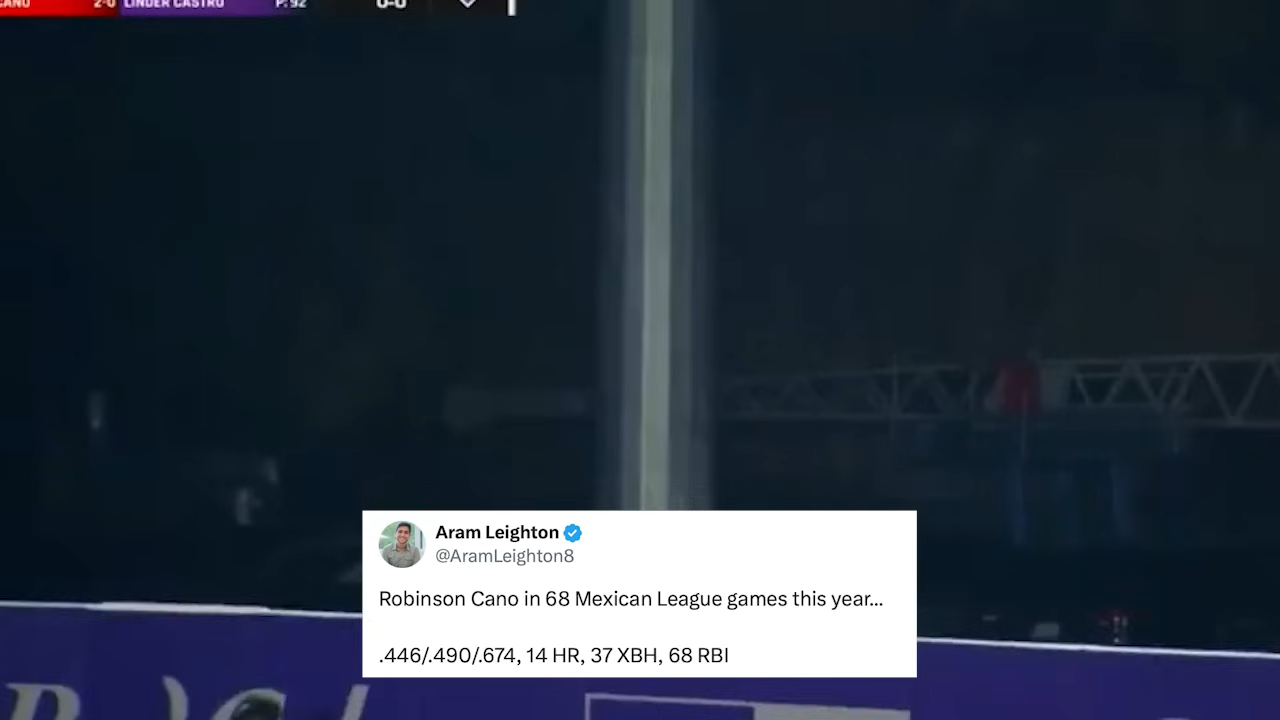 CANO 2-0 LINDER CASTRO P: 92 0-0
Aram Leighton
@AramLeighton8
Robinson Cano in 68 Mexican League games this year...
.446/.490/.674, 14 HR, 37 XBH, 68 RBI